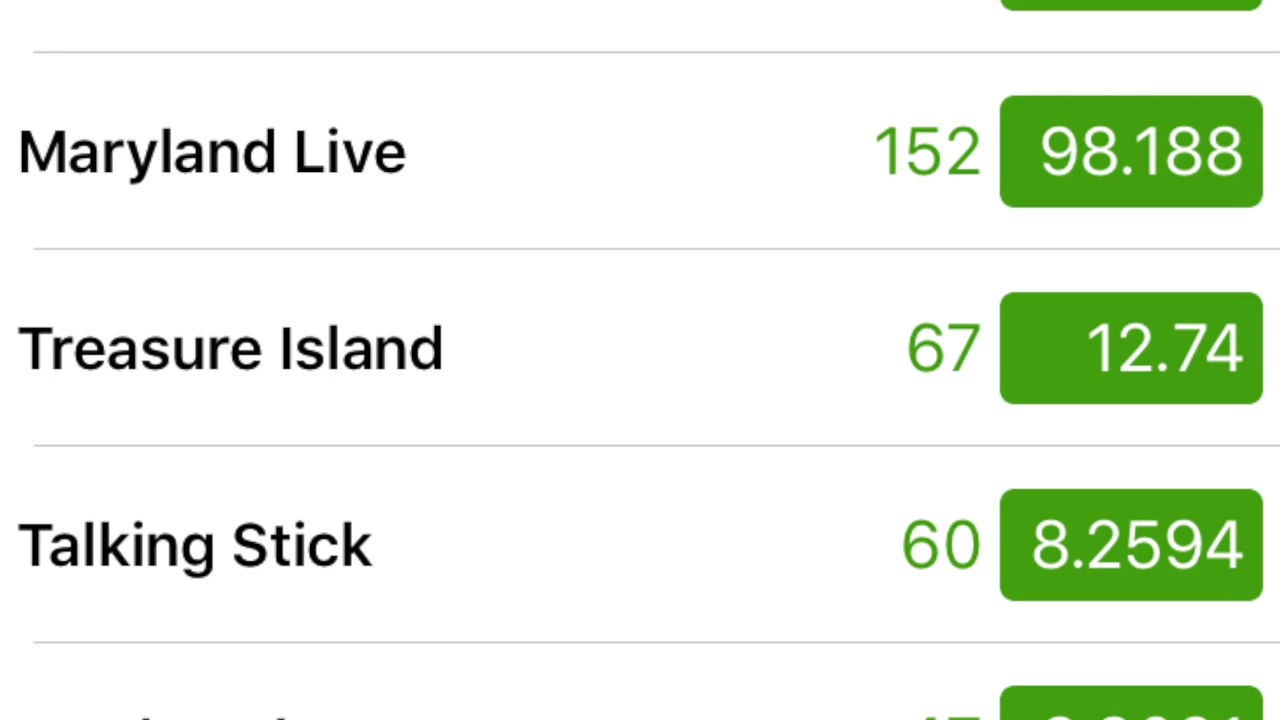 Maryland Live 152 98.188
Treasure Island 67 12.74
Talking Stick 60 8.2594